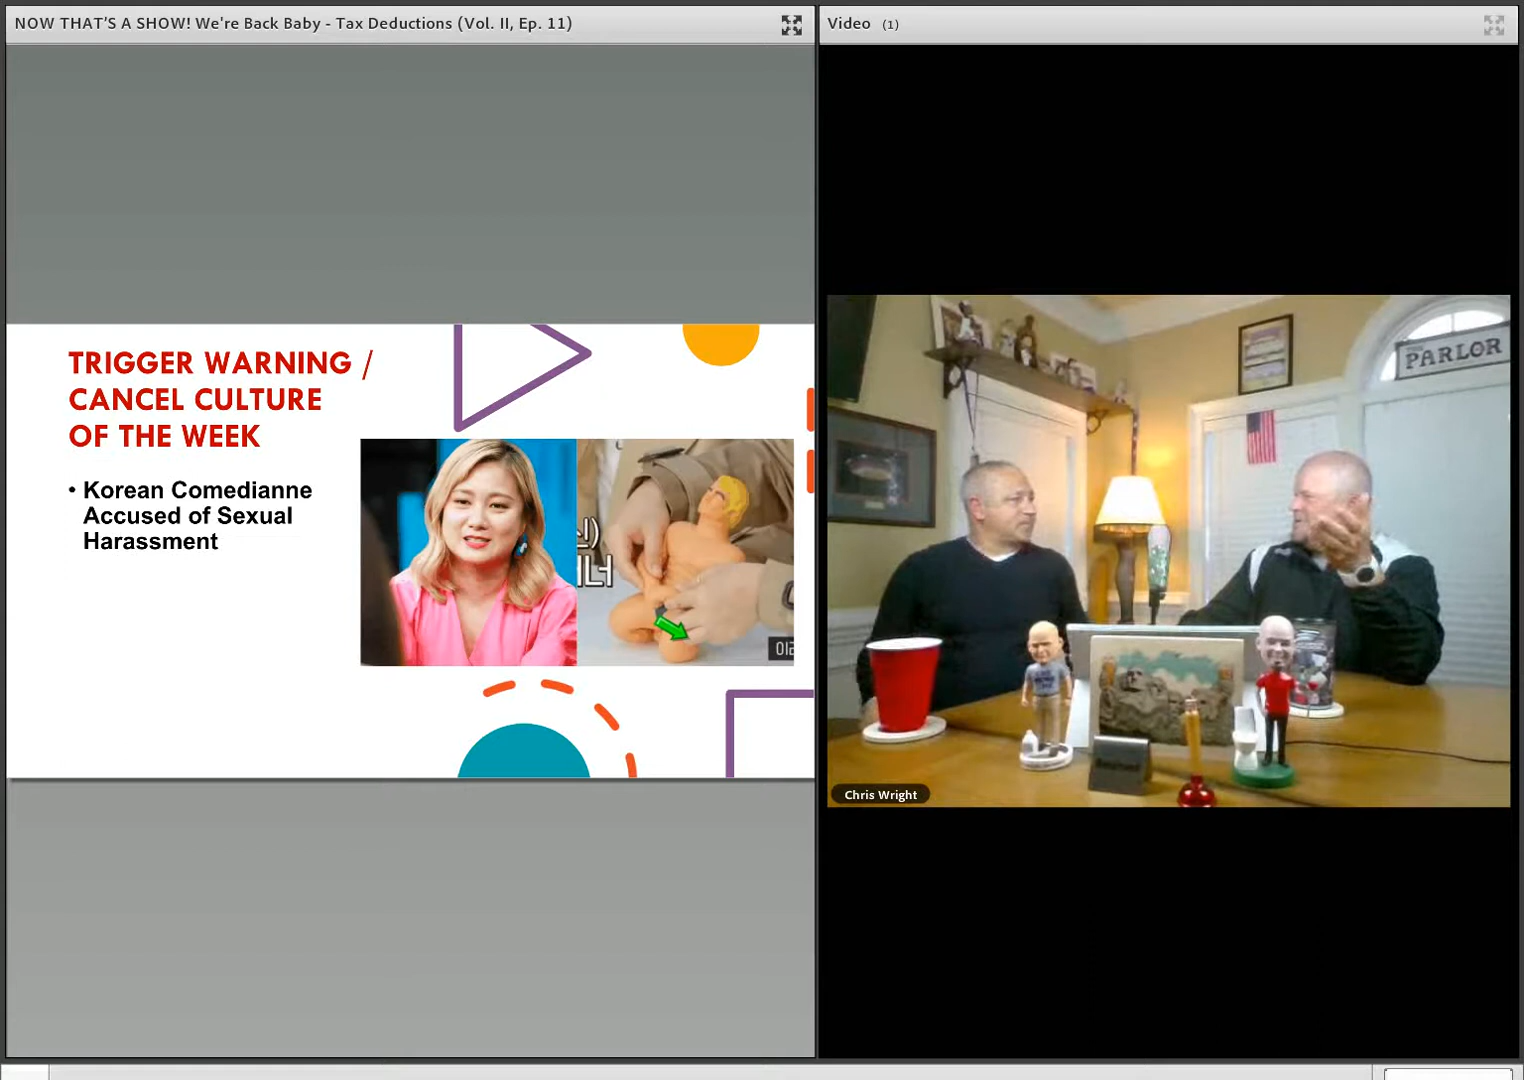 NOW THAT'S A SHOW! We're Back Baby - Tax Deductions (Vol. II, Ep. 11)
Video (1)
TRIGGER WARNING /
CANCEL CULTURE
OF THE WEEK
• Korean Comedianne
Accused of Sexual
Harassment
PARLOR
Chris Wright